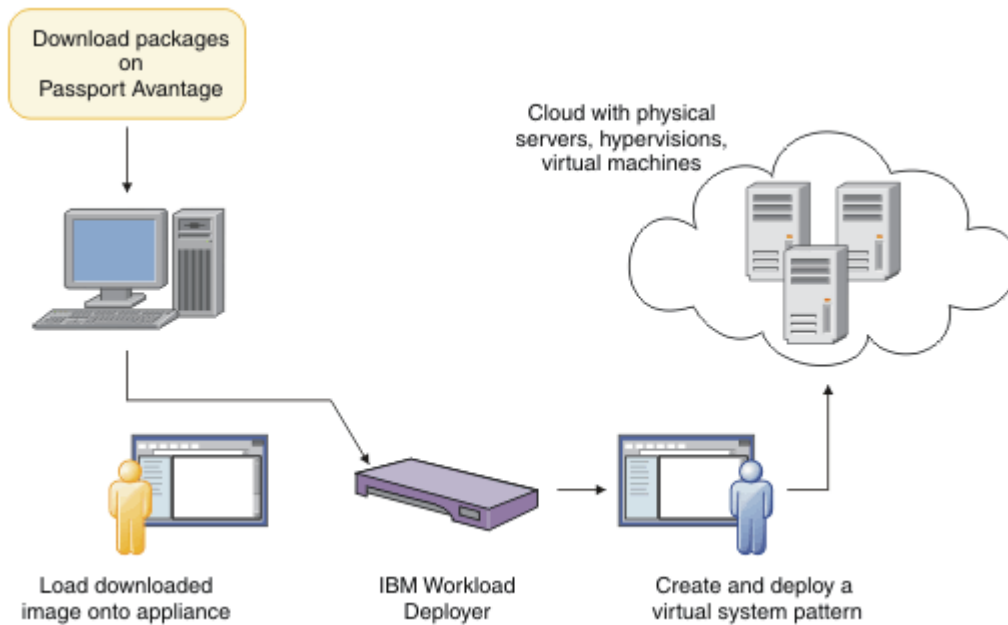 Download packages
on
Passport Avantage
Cloud with physical
servers, hypervisions,
virtual machines
Load downloaded
image onto appliance
IBM Workload
Deployer
Create and deploy a
virtual system pattern